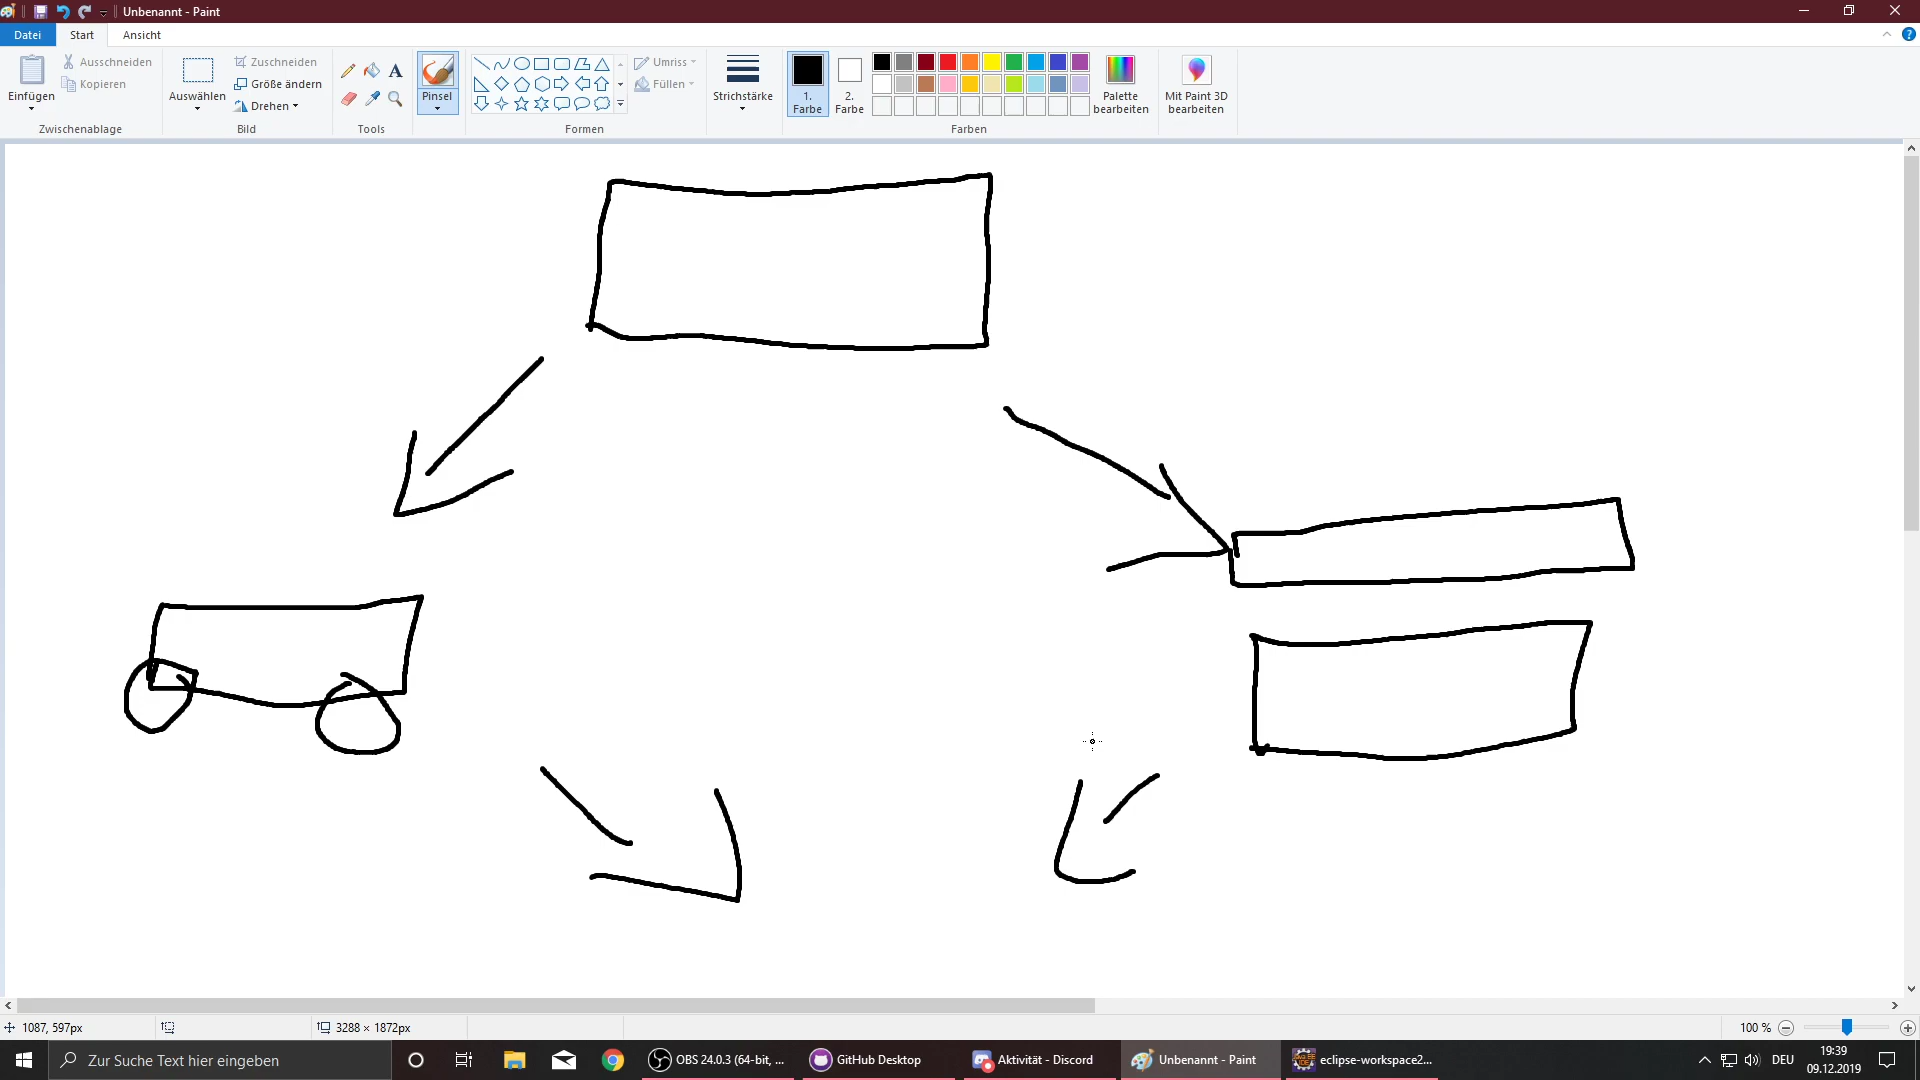 Unbenannt - Paint
Datei
Start
Ansicht
Einfügen
Ausschneiden
Kopieren
Zwischenablage
Auswählen
Zuschneiden
Größe ändern
Drehen
Bild
A
Tools
Pinsel
Formen
Umriss
Füllen
Strichstärke
1.
Farbe
2.
Farbe
Farben
Palette
bearbeiten
Mit Paint 3D
bearbeiten
1087, 597px
3288 × 1872px
100 %
Zur Suche Text hier eingeben
OBS 24.0.3 (64-bit, ...
GitHub Desktop
Aktivität - Discord
Unbenannt - Paint
eclipse-workspace2...
DEU
19:39
09.12.2019